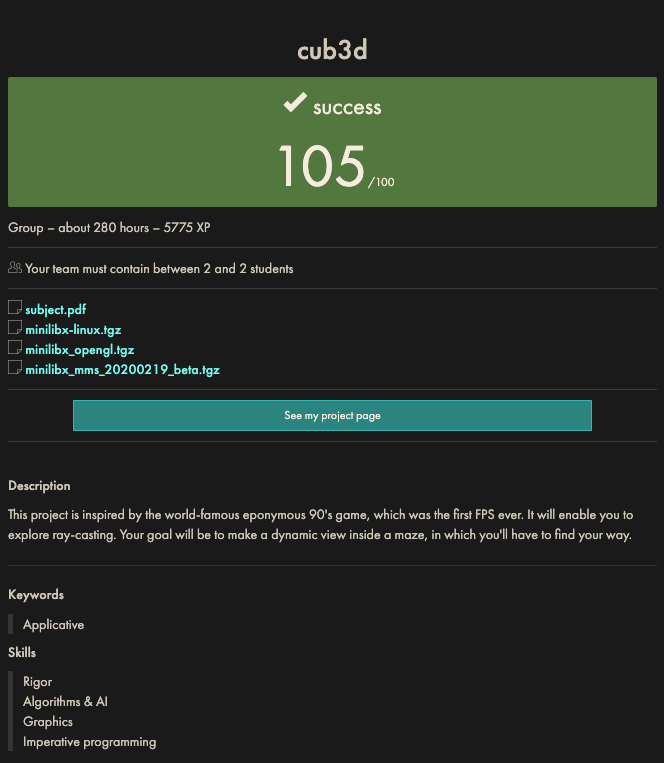 cub3d
success
105/100
Group – about 280 hours – 5775 XP
Your team must contain between 2 and 2 students
subject.pdf
minilibx-linux.tgz
minilibx_opengl.tgz
minilibx_mms_20200219_beta.tgz
See my project page
Description
This project is inspired by the world-famous eponymous 90's game, which was the first FPS ever. It will enable you to
explore ray-casting. Your goal will be to make a dynamic view inside a maze, in which you'll have to find your way.
Keywords
Applicative
Skills
Rigor
Algorithms & AI
Graphics
Imperative programming